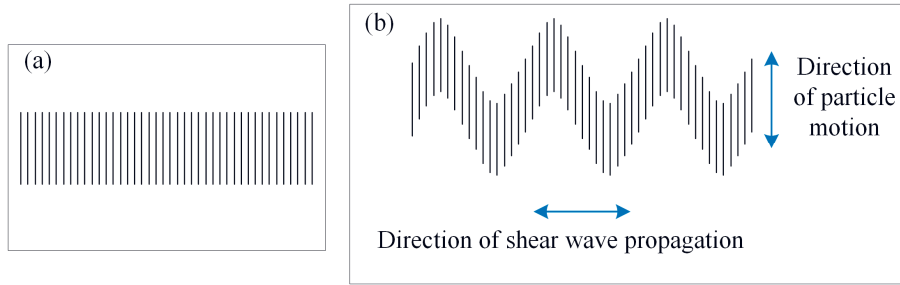 (a)
(b)
Direction
of particle
motion
Direction of shear wave propagation